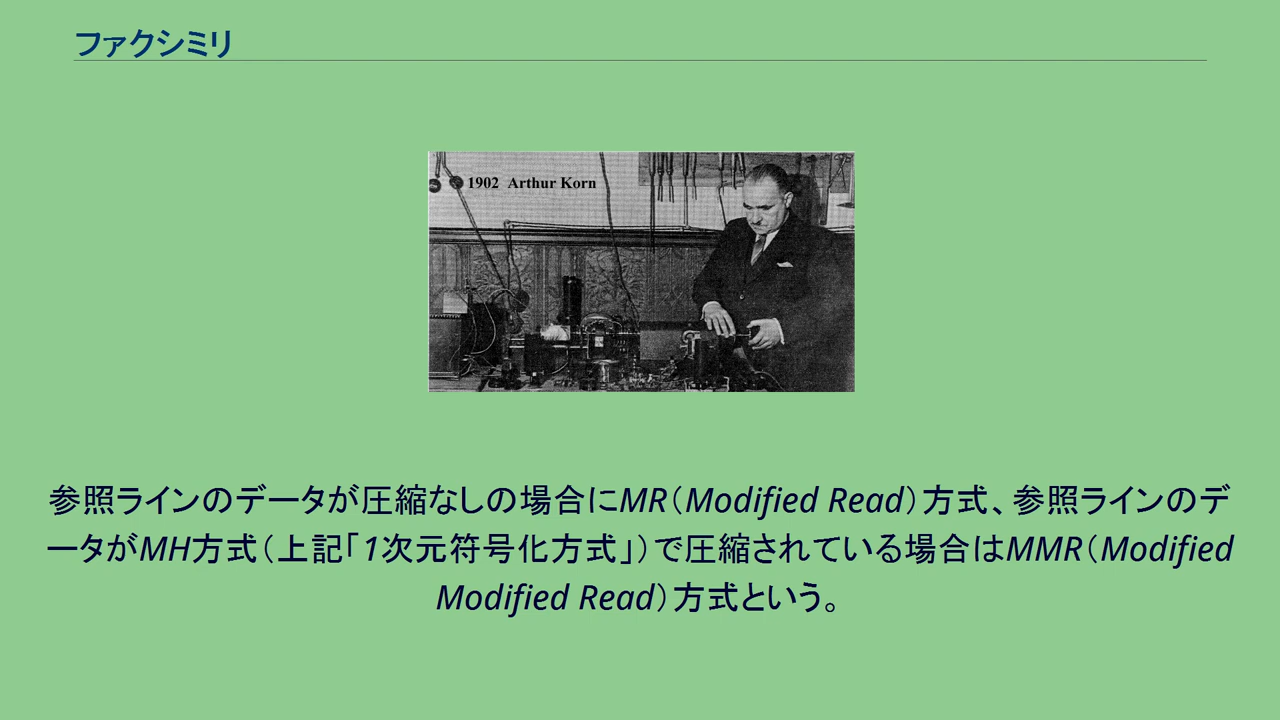 ファクシミリ
1902 Arthur Korn
参照ラインのデータが圧縮なしの場合にMR（Modified Read）方式、参照ラインのデ
ータがMH方式（上記「1次元符号化方式」）で圧縮されている場合はMMR（Modified
Modified Read）方式という。